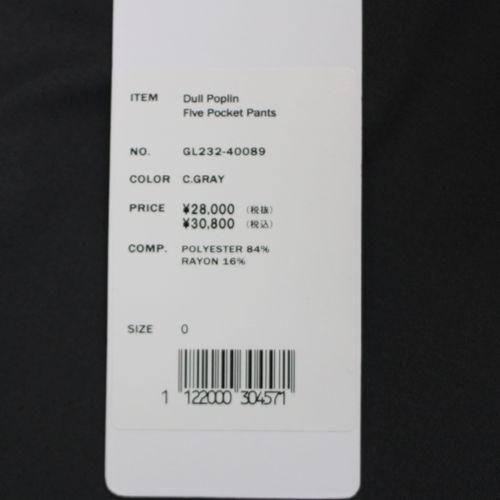 ITEM Dull Poplin
Five Pocket Pants
NO. GL232-40089
COLOR C.GRAY
PRICE ¥28,000 (税抜)
¥30,800 (税込)
COMP. POLYESTER 84%
RAYON 16%
SIZE 0
1 122000 304571